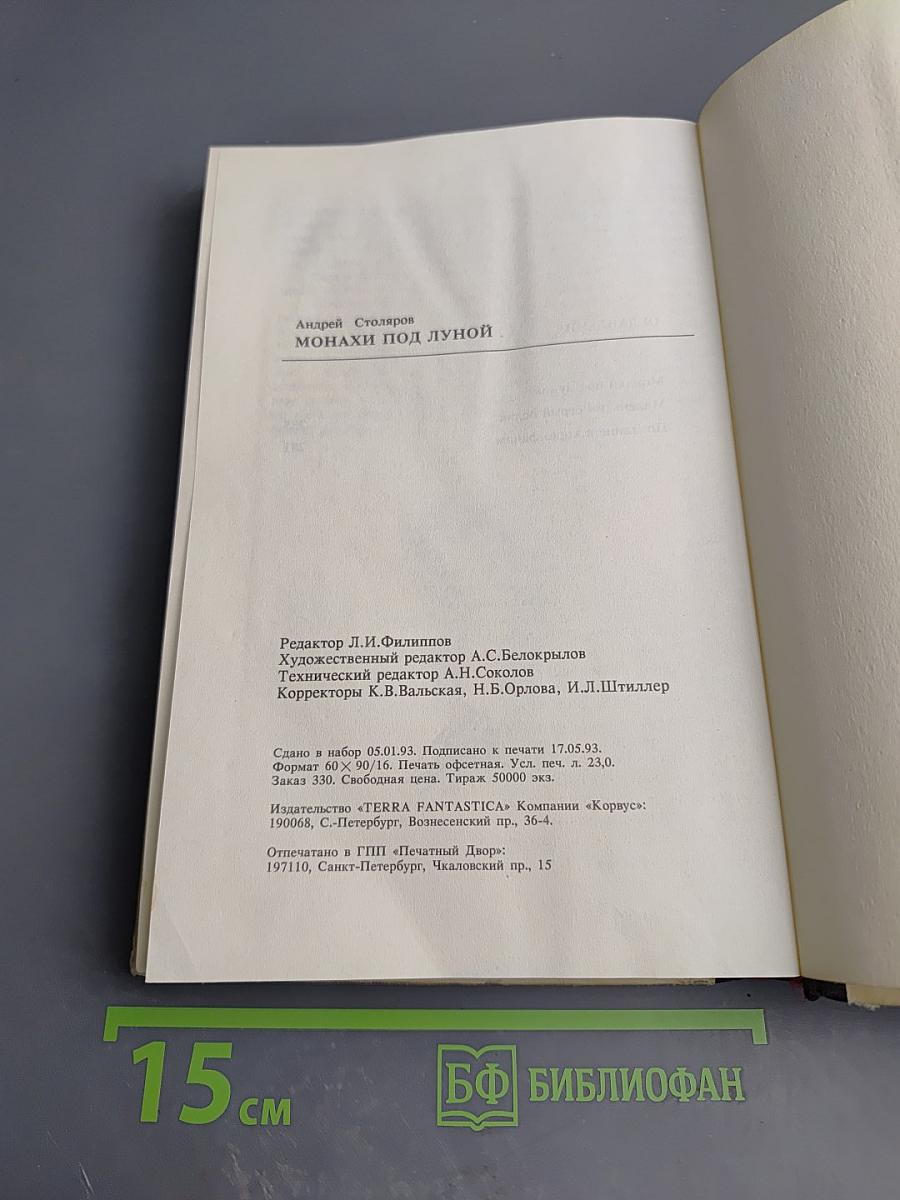 Андрей Столяров
МОНАХИ ПОД ЛУНОЙ
Редактор Л.И.Филиппов
Художественный редактор А.С.Белокрылов
Технический редактор А.Н.Соколов
Корректоры К.В.Вальская, Н.Б.Орлова, И.Л.Штиллер
Сдано в набор 05.01.93. Подписано к печати 17.05.93.
Формат 60×90/16. Печать офсетная. Усл. печ. л. 23,0.
Заказ 330. Свободная цена. Тираж 50000 экз.
Издательство «TERRA FANTASTICA» Компании «Корвус»:
190068, С.-Петербург, Вознесенский пр., 36-4.
Отпечатано в ГПП «Печатный Двор»:
197110, Санкт-Петербург, Чкаловский пр., 15
15 см
БФ БИБЛИОФАН